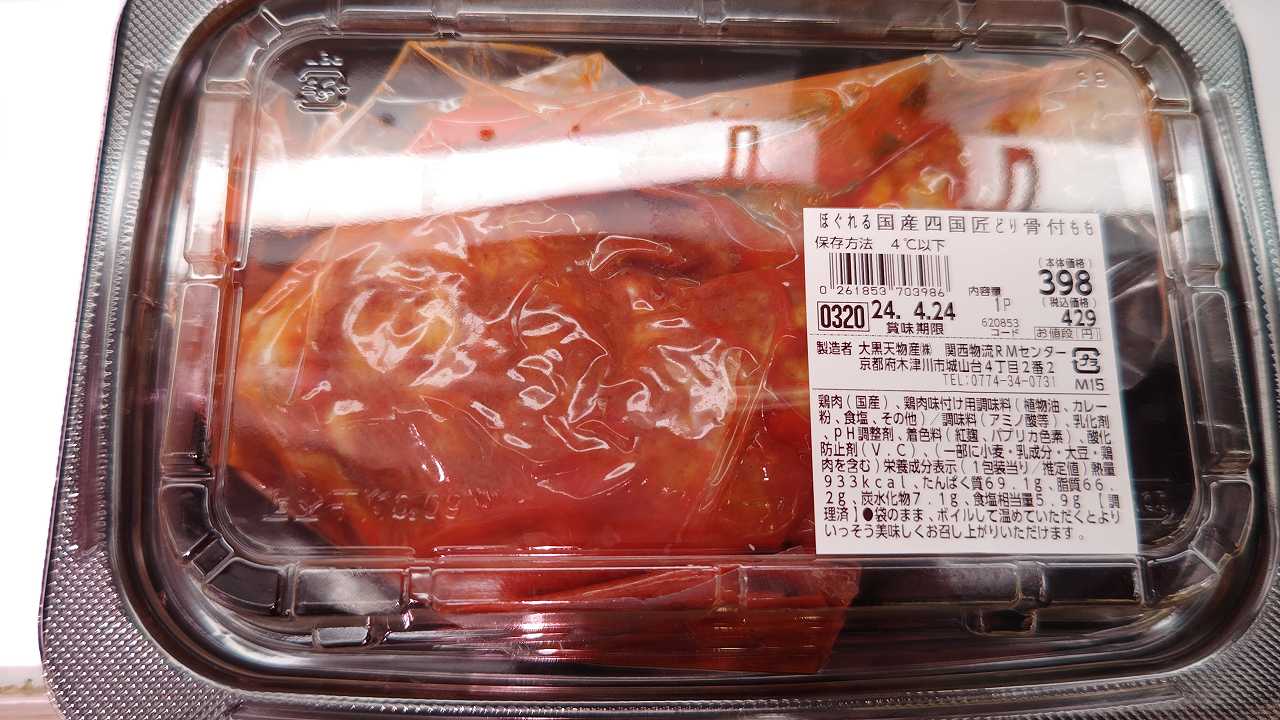 ほぐれる国産四国匠どり骨付もも
保存方法 4℃以下
0 261853 703986
(本体価格)
398
内容量
1P
(税込価格)
429
0320
24. 4.24
賞味期限
620853
コード
お値段(円)
製造者 大黒天物産㈱ 関西物流RMセンター
京都府木津川市城山台4丁目2番2
TEL:0774-34-0731
プラ
M15
鶏肉(国産)、鶏肉味付け用調味料(植物油、カレー
粉、食塩、その他)/調味料(アミノ酸等)、乳化剤
、pH調整剤、着色料(紅麹、パプリカ色素)、酸化
防止剤(V.C)、(一部に小麦・乳成分・大豆・鶏
肉を含む)栄養成分表示(1包装当り/推定値)熱量
933kcal、たんぱく質69.1g、脂質66.
2g、炭水化物7.1g、食塩相当量5.9g【調
理済】●袋のまま、ボイルして温めていただくとより
いっそう美味しくお召し上がりいただけます。